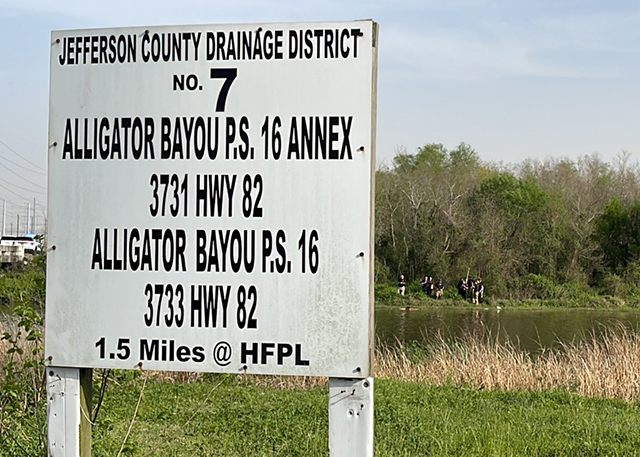 JEFFERSON COUNTY DRAINAGE DISTRICT
NO. 7
ALLIGATOR BAYOU P.S. 16 ANNEX
3731 HWY 82
ALLIGATOR BAYOU P.S. 16
3733 HWY 82
1.5 Miles @ HFPL